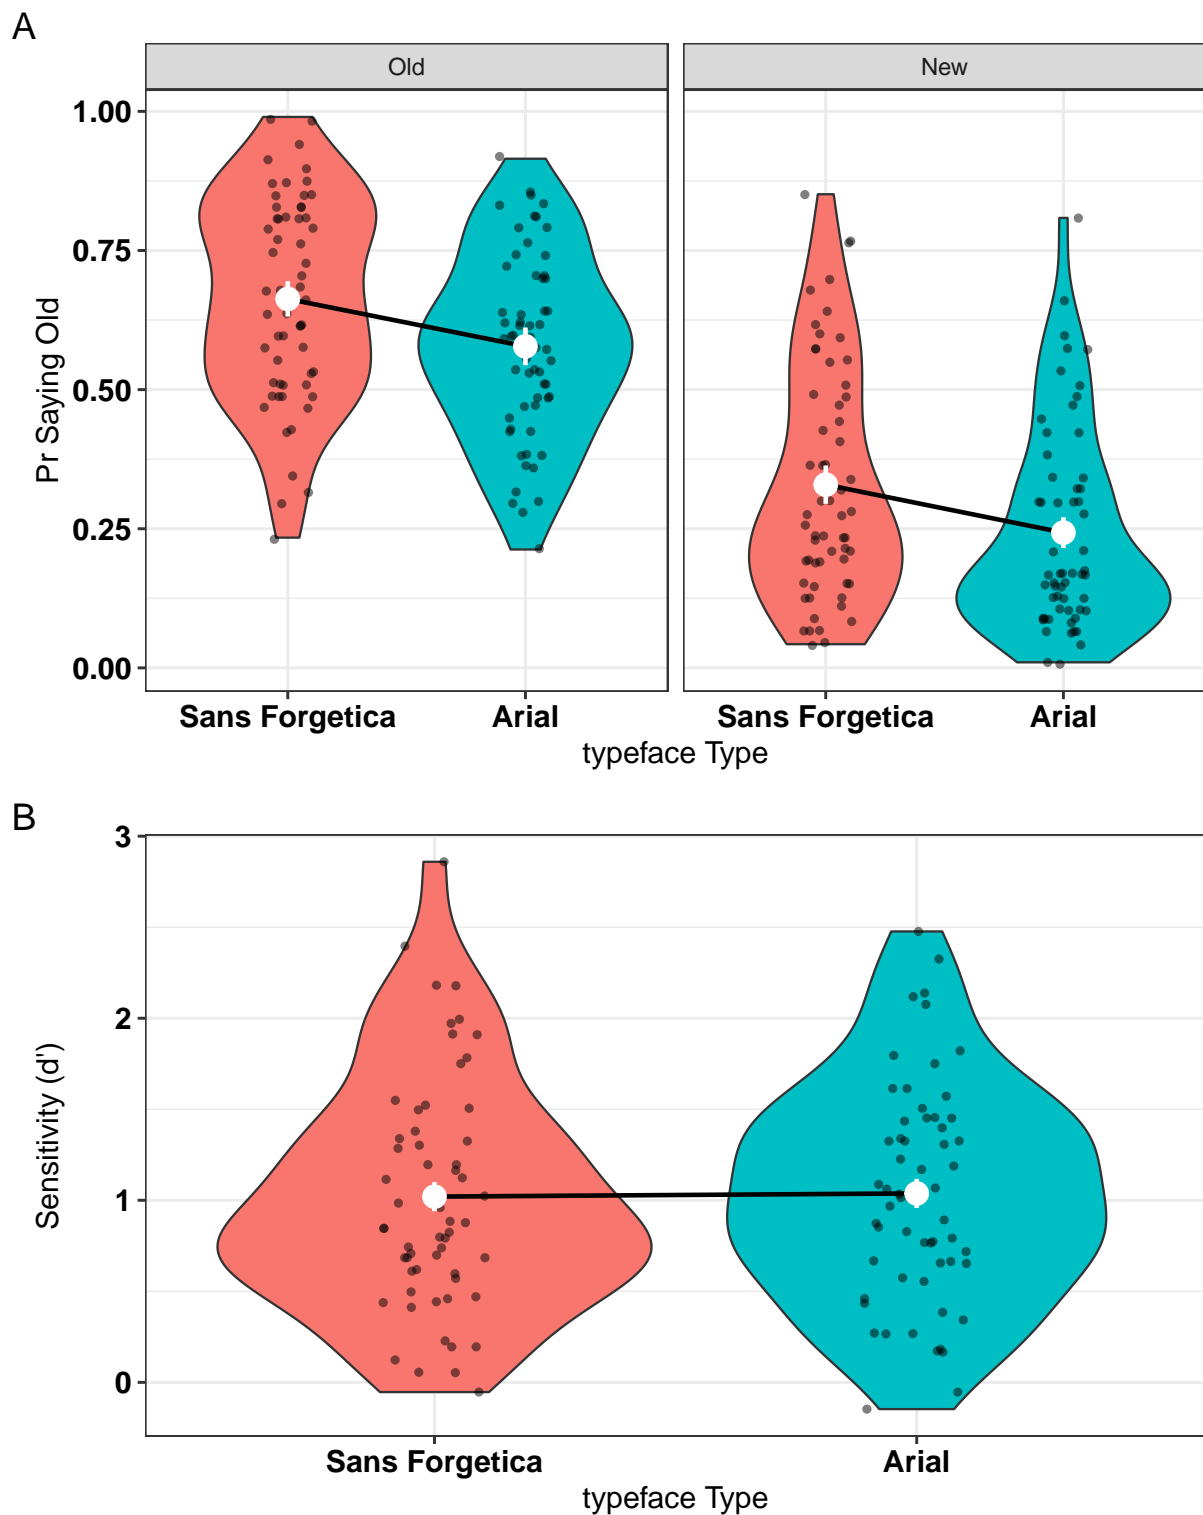 A
Old
New
1.00
0.75
0.50
0.25
0.00
Pr Saying Old
Sans Forgetica
Arial
Sans Forgetica
Arial
typeface Type
B
3
2
1
0
Sensitivity (d')
Sans Forgetica
Arial
typeface Type